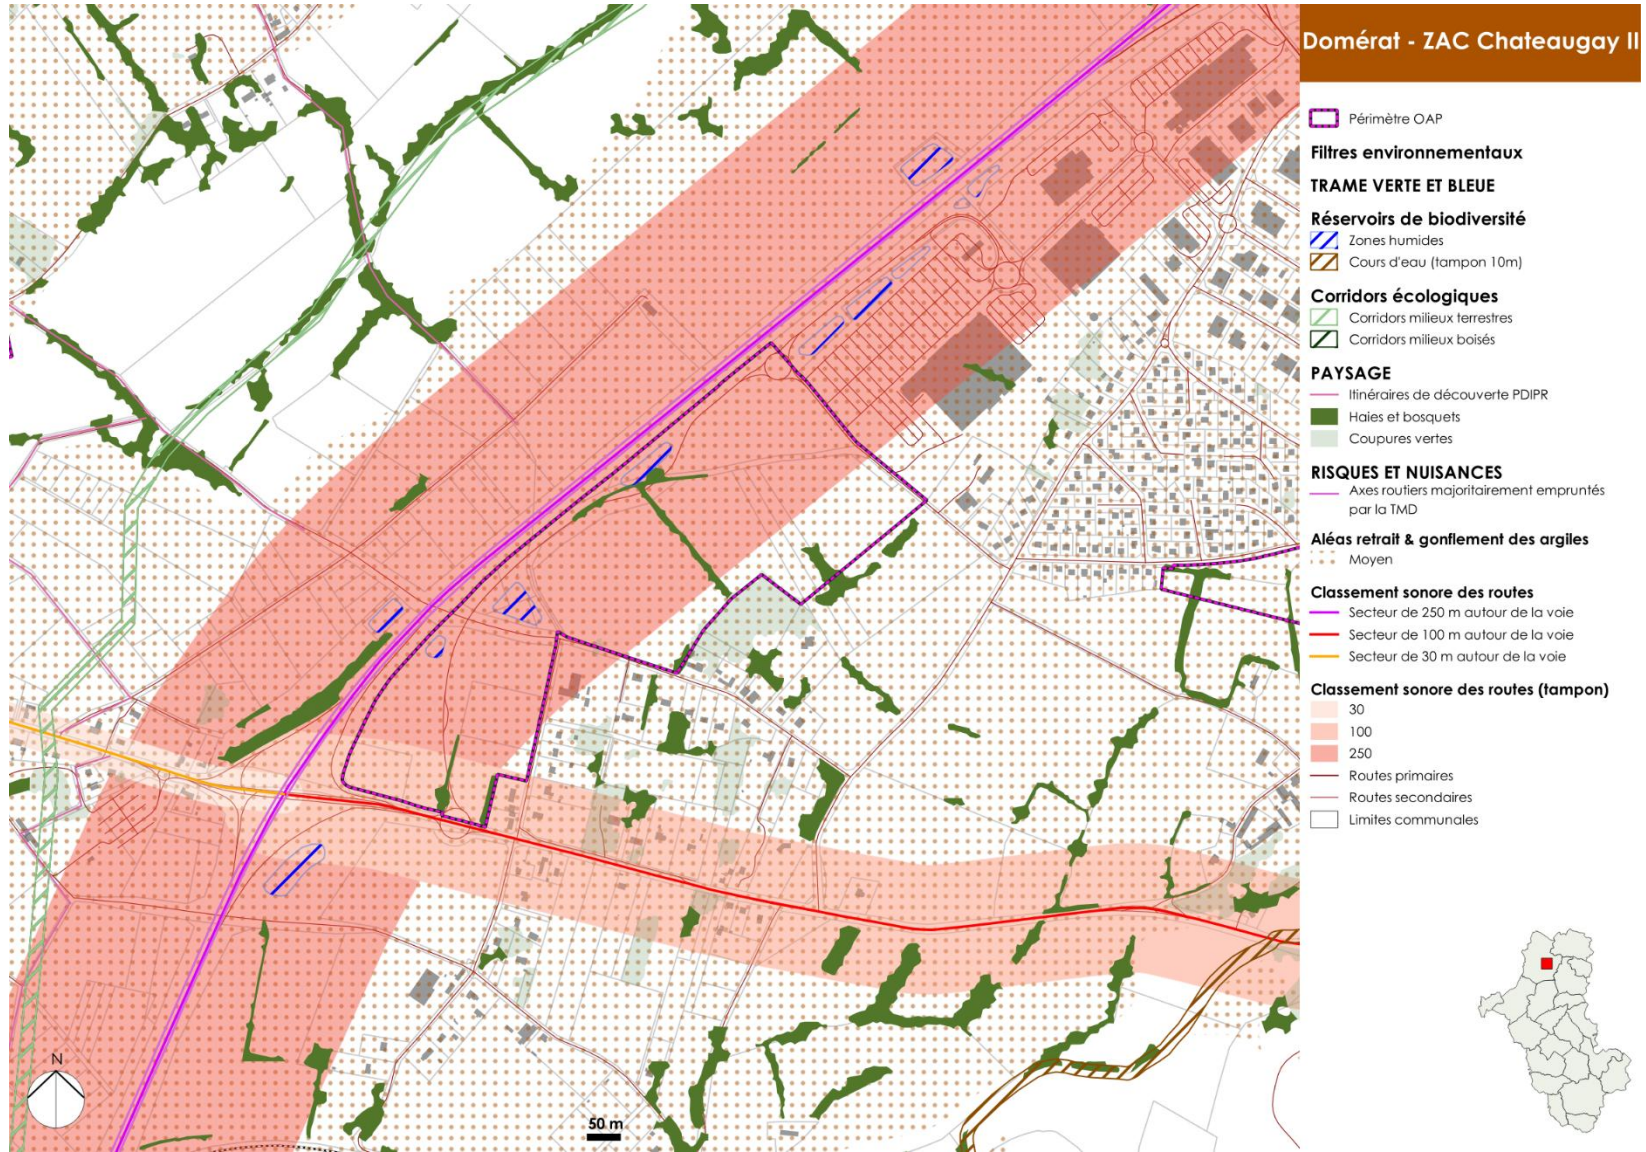 Domérat - ZAC Chateaugay II
Périmètre OAP
Filtres environnementaux
TRAME VERTE ET BLEUE
Réservoirs de biodiversité
Zones humides
Cours d'eau (tampon 10m)
Corridors écologiques
Corridors milieux terrestres
Corridors milieux boisés
PAYSAGE
Itinéraires de découverte PDIPR
Haies et bosquets
Coupures vertes
RISQUES ET NUISANCES
Axes routiers majoritairement empruntés
par la TMD
Aléas retrait & gonflement des argiles
Moyen
Classement sonore des routes
Secteur de 250 m autour de la voie
Secteur de 100 m autour de la voie
Secteur de 30 m autour de la voie
Classement sonore des routes (tampon)
30
100
250
Routes primaires
Routes secondaires
Limites communales
N
50 m